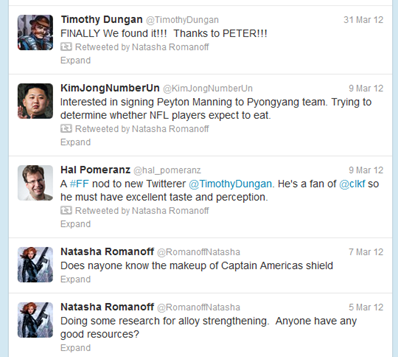 Timothy Dungan @TimothyDungan 31 Mar 12
FINALLY We found it!!! Thanks to PETER!!!
Retweeted by Natasha Romanoff
Expand
KimJongNumberUn @KimJongNumberUn 9 Mar 12
Interested in signing Peyton Manning to Pyongyang team. Trying to
determine whether NFL players expect to eat.
Retweeted by Natasha Romanoff
Expand
Hal Pomeranz @hal_pomeranz 9 Mar 12
A #FF nod to new Twitterer @TimothyDungan. He's a fan of @clkf so
he must have excellent taste and perception.
Retweeted by Natasha Romanoff
Expand
Natasha Romanoff @RomanoffNatasha 7 Mar 12
Does nayone know the makeup of Captain Americas shield
Expand
Natasha Romanoff @RomanoffNatasha 5 Mar 12
Doing some research for alloy strengthening. Anyone have any
good resources?
Expand